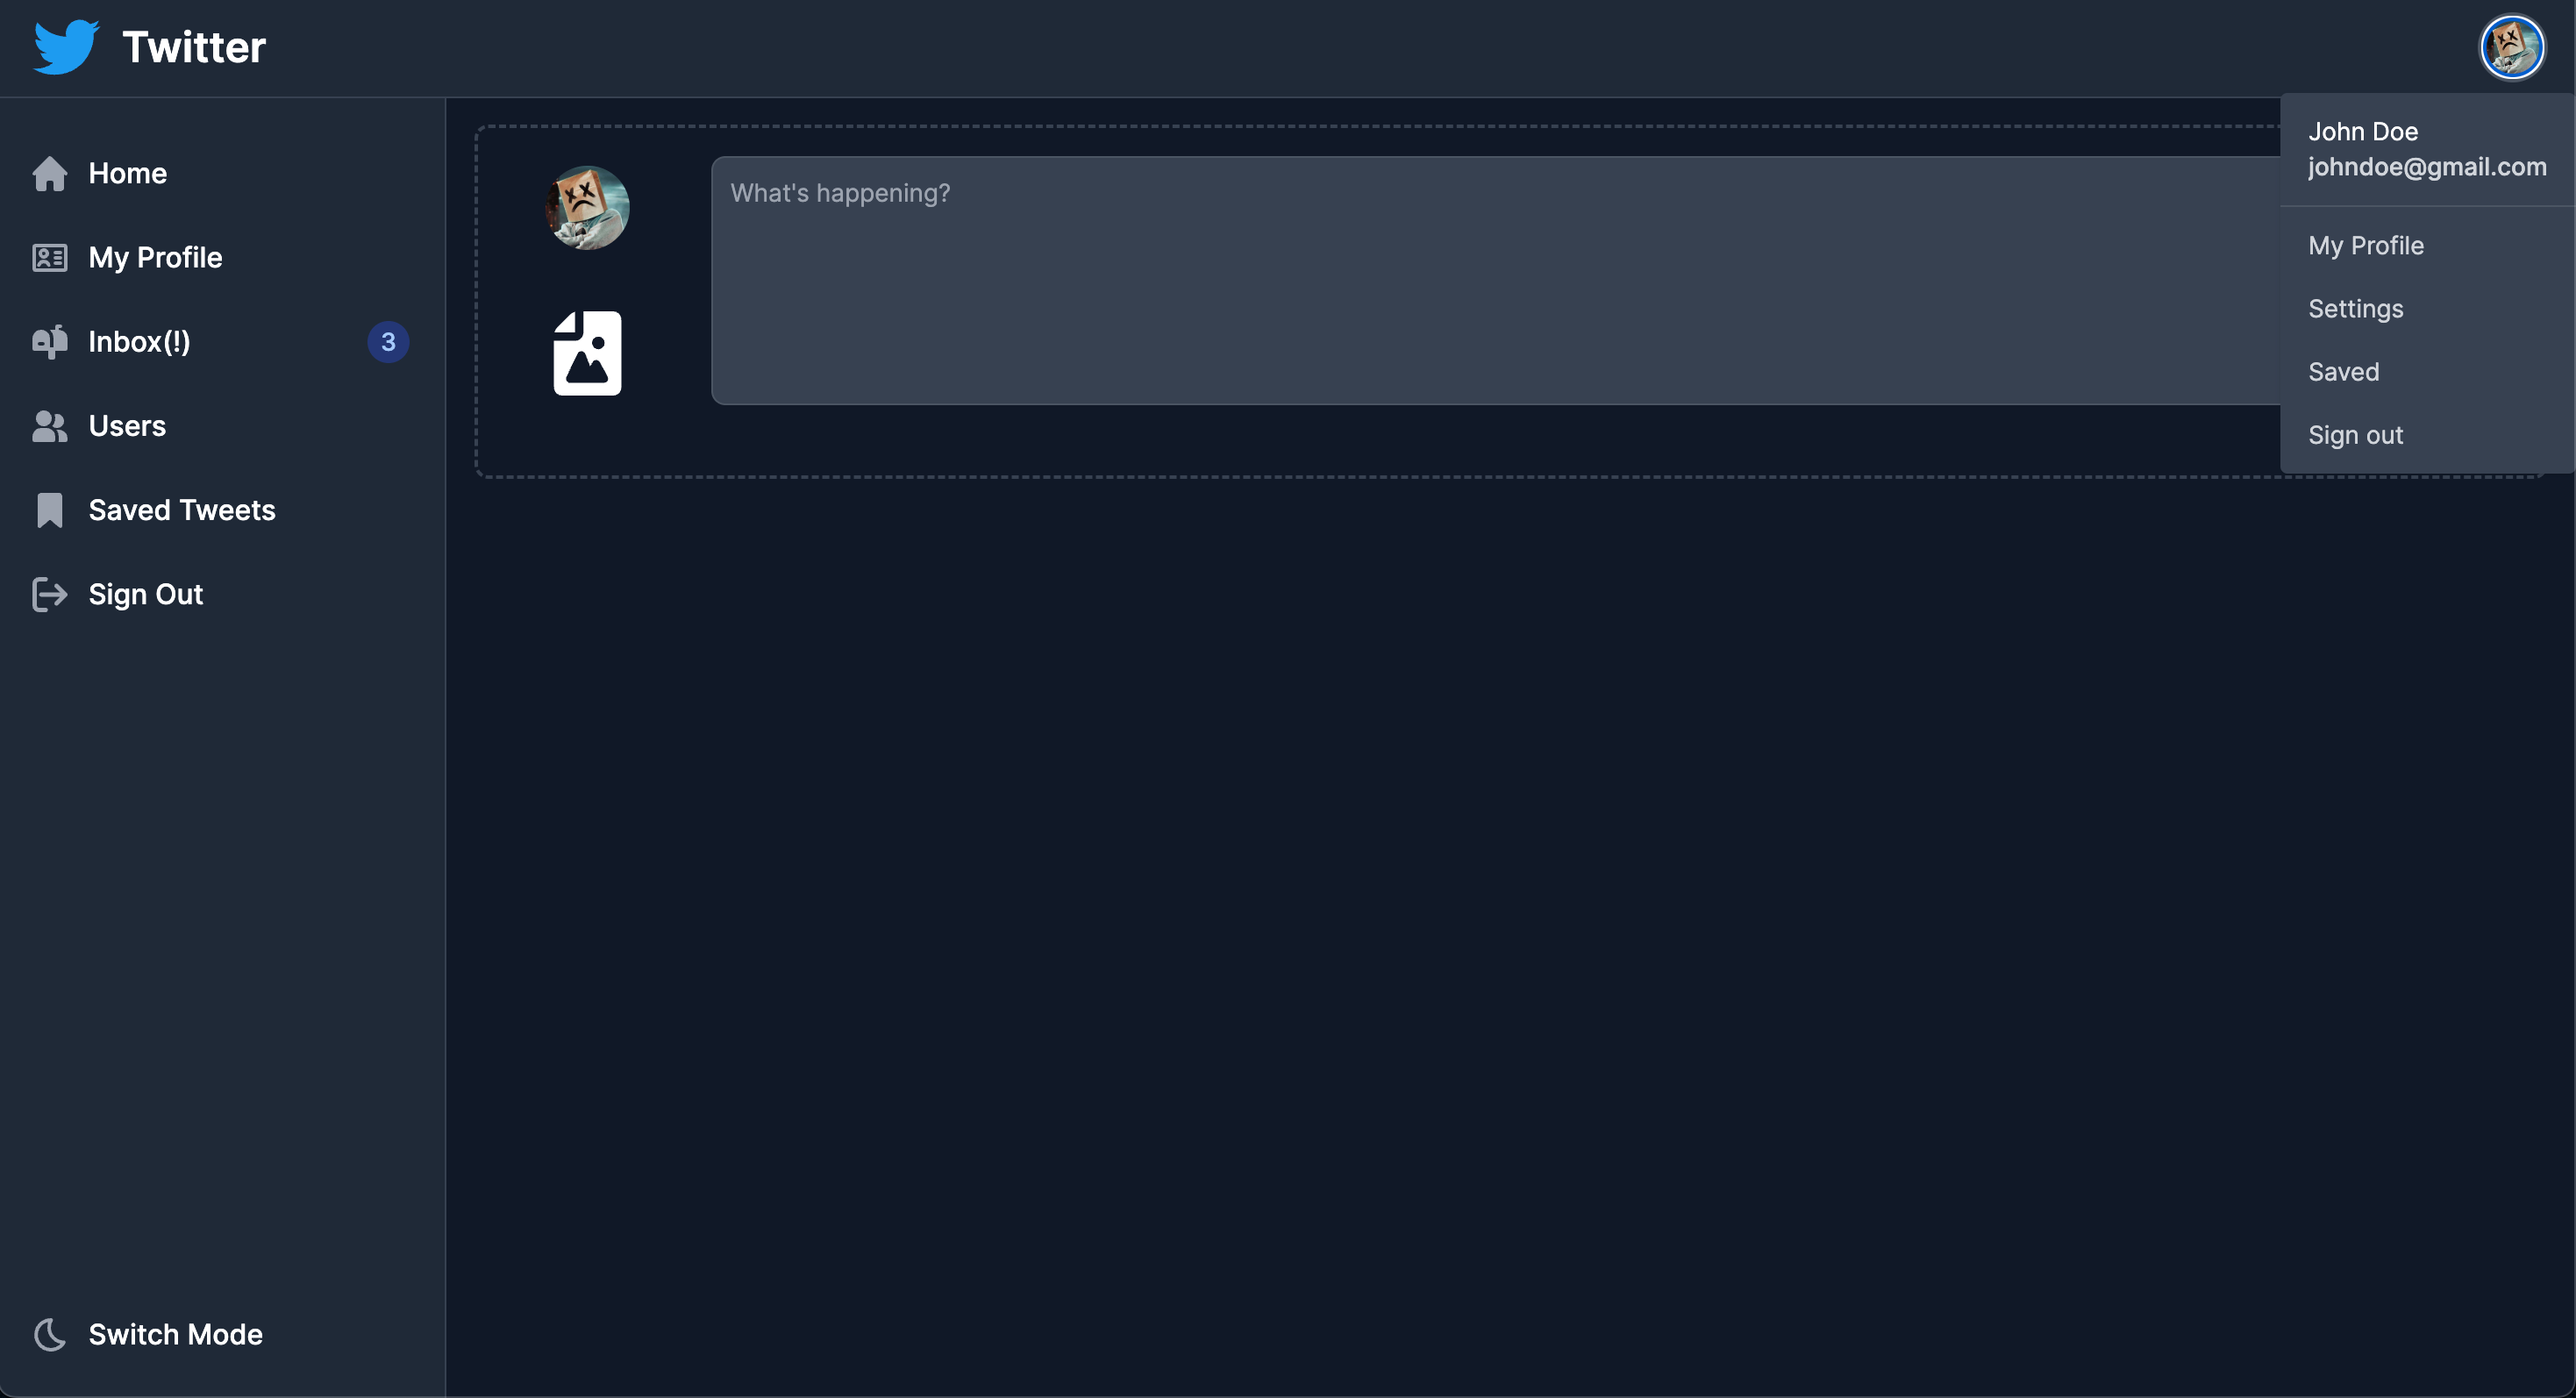 Twitter
Home
My Profile
Inbox(!)
3
Users
Saved Tweets
Sign Out
Switch Mode
What's happening?
John Doe
johndoe@gmail.com
My Profile
Settings
Saved
Sign out